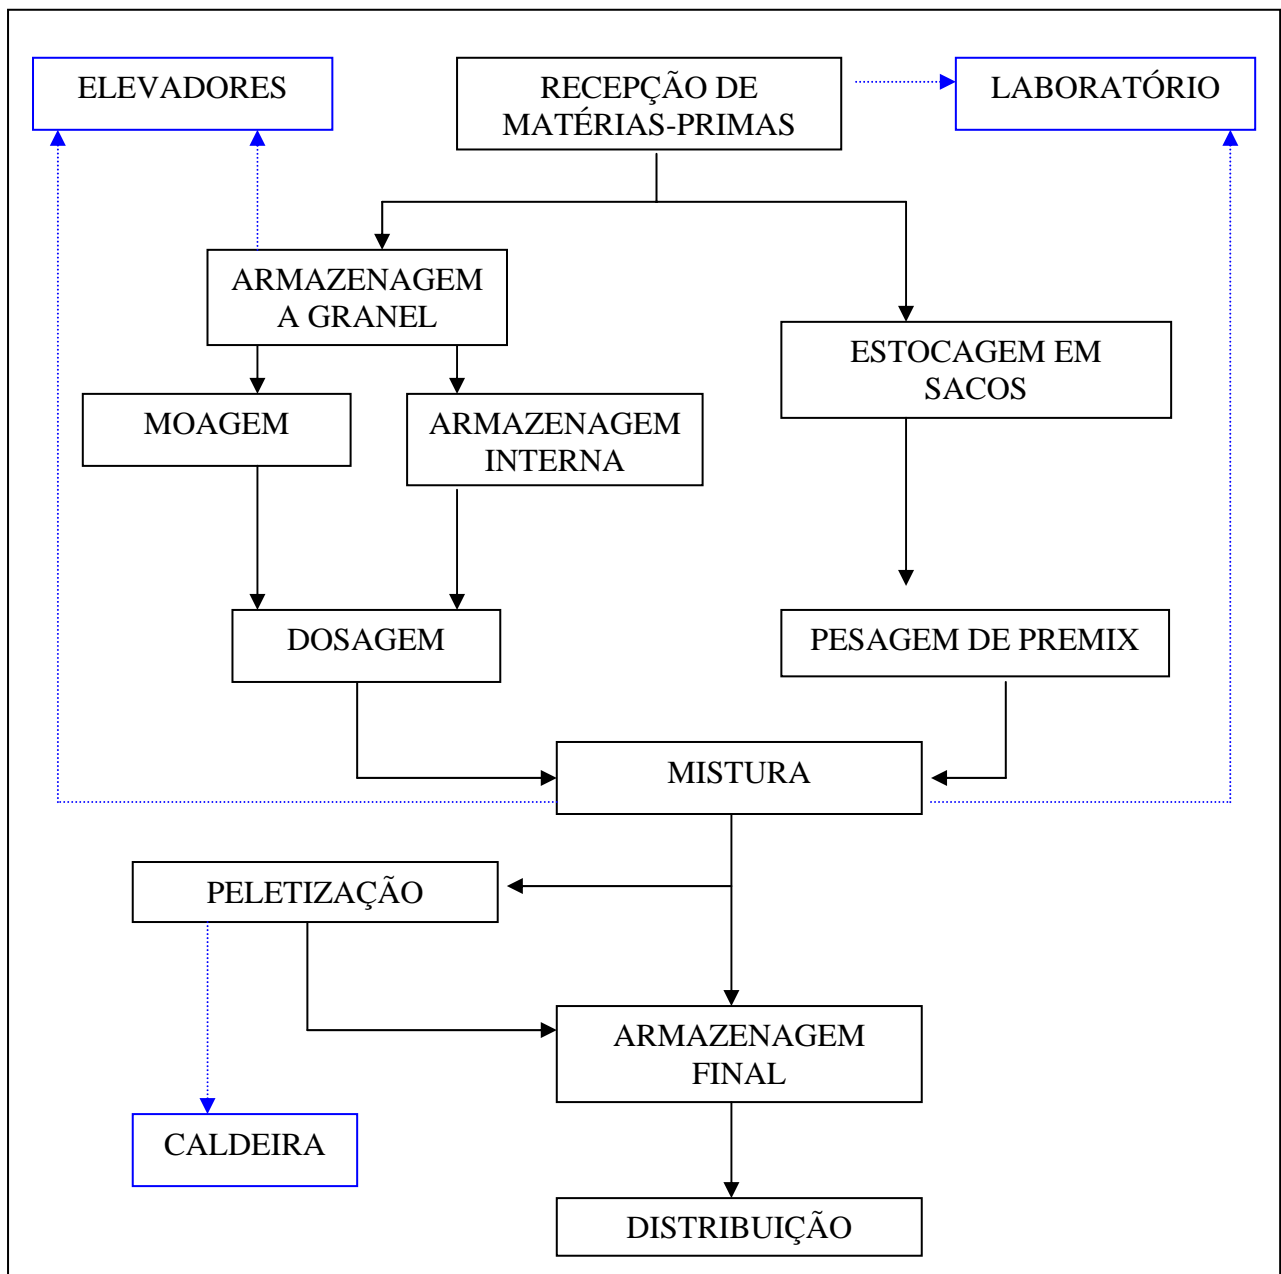 ELEVADORES
RECEPÇÃO DE
MATÉRIAS-PRIMAS
LABORATÓRIO
ARMAZENAGEM
A GRANEL
ESTOCAGEM EM
SACOS
MOAGEM
ARMAZENAGEM
INTERNA
DOSAGEM
PESAGEM DE PREMIX
MISTURA
PELETIZAÇÃO
ARMAZENAGEM
FINAL
CALDEIRA
DISTRIBUIÇÃO